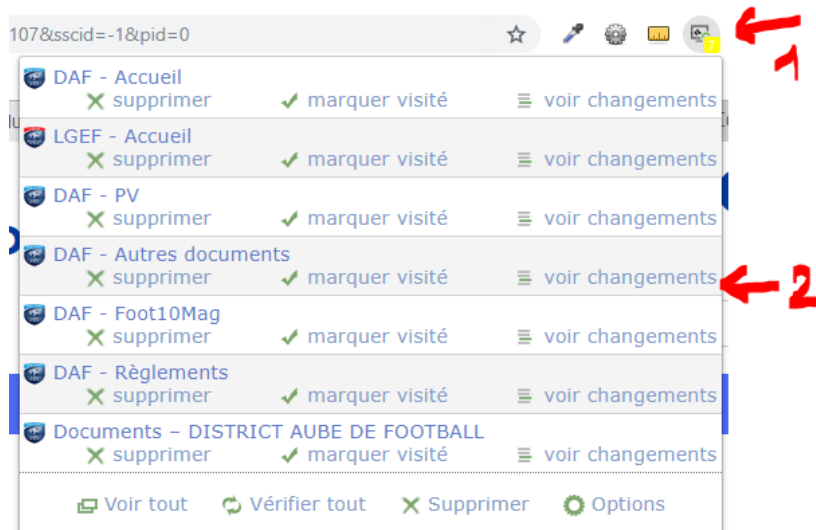 107&sscid=-1&pid=0
7
1
DAF - Accueil
supprimer marquer visité voir changements
LGEF - Accueil
supprimer marquer visité voir changements
DAF - PV
supprimer marquer visité voir changements
DAF - Autres documents
supprimer marquer visité voir changements
2
DAF - Foot10Mag
supprimer marquer visité voir changements
DAF - Règlements
supprimer marquer visité voir changements
Documents – DISTRICT AUBE DE FOOTBALL
supprimer marquer visité voir changements
Voir tout Vérifier tout Supprimer Options